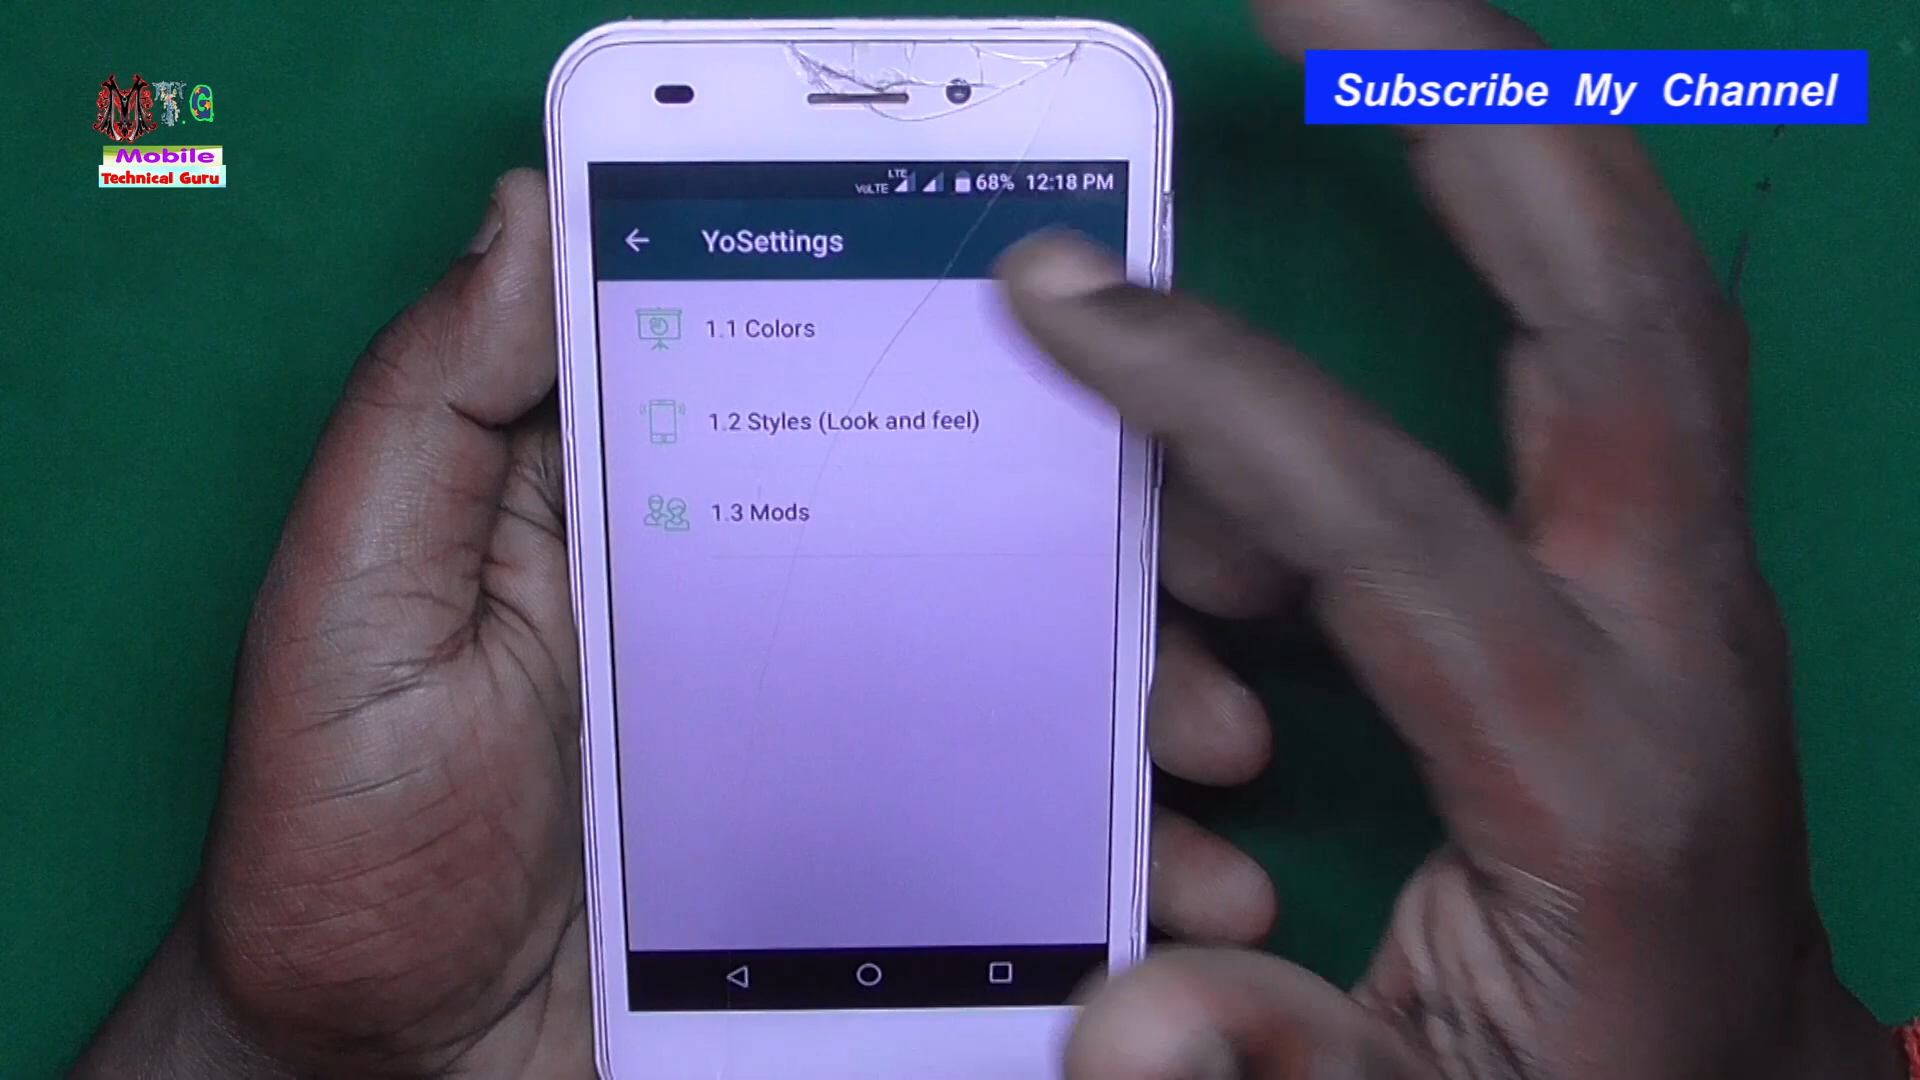 Subscribe My Channel
MTG
Mobile
Technical Guru
VoLTE LTE 68% 12:18 PM
YoSettings
1.1 Colors
1.2 Styles (Look and feel)
1.3 Mods